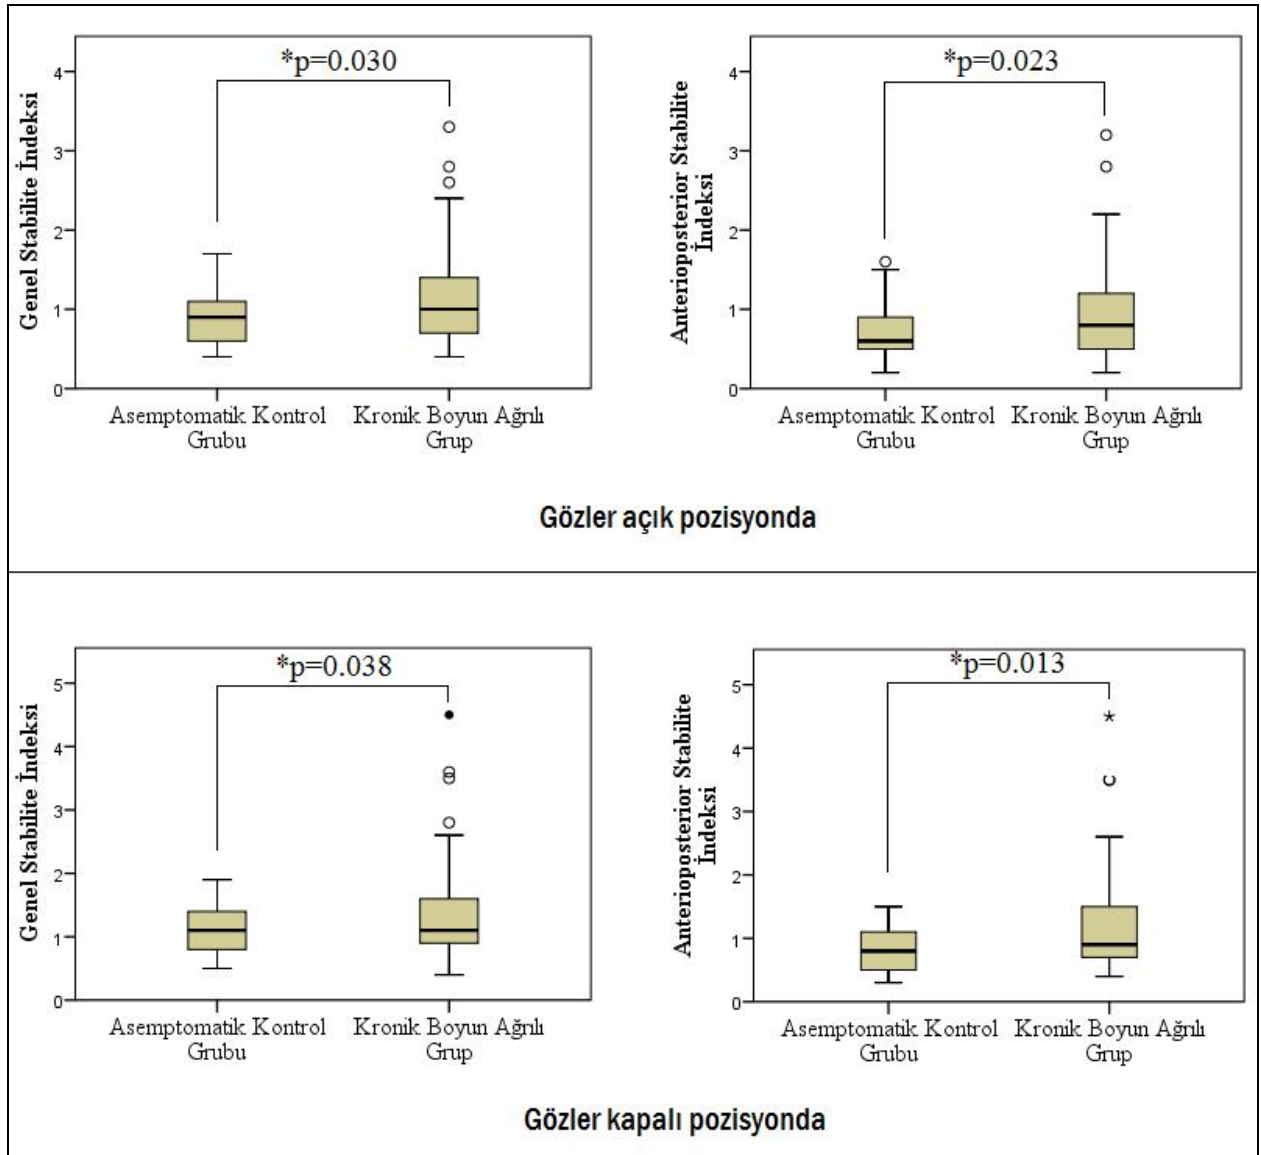 *p=0.030
Genel Stabilite İndeksi
4
3
2
1
0
Asemptomatik Kontrol
Grubu
Kronik Boyun Ağrılı
Grup
*p=0.023
Anterioposterior Stabilite
İndeksi
4
3
2
1
0
Asemptomatik Kontrol
Grubu
Kronik Boyun Ağrılı
Grup
Gözler açık pozisyonda
*p=0.038
Genel Stabilite İndeksi
5
4
3
2
1
0
Asemptomatik Kontrol
Grubu
Kronik Boyun Ağrılı
Grup
*p=0.013
Anterioposterior Stabilite
İndeksi
5
4
3
2
1
0
Asemptomatik Kontrol
Grubu
Kronik Boyun Ağrılı
Grup
Gözler kapalı pozisyonda